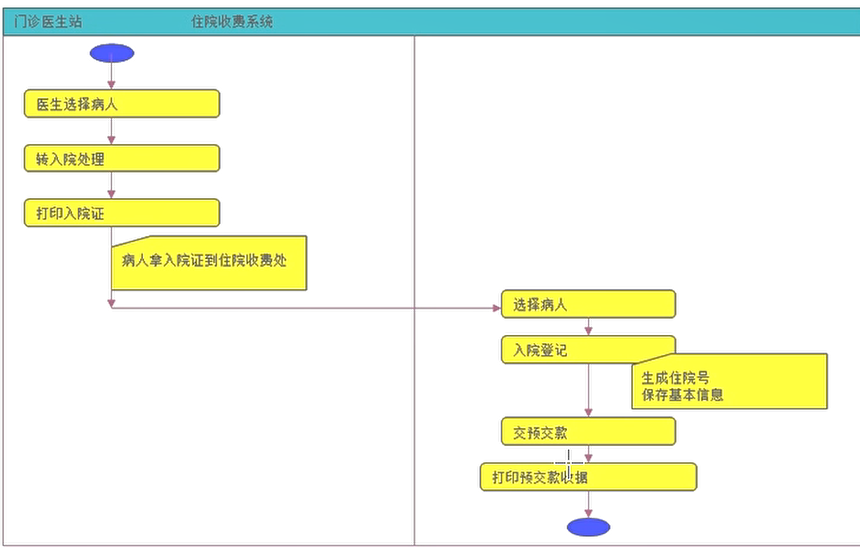 门诊医生站
住院收费系统
医生选择病人
转入院处理
打印入院证
病人拿入院证到住院收费处
选择病人
入院登记
生成住院号
保存基本信息
交预交款
打印预交款收据